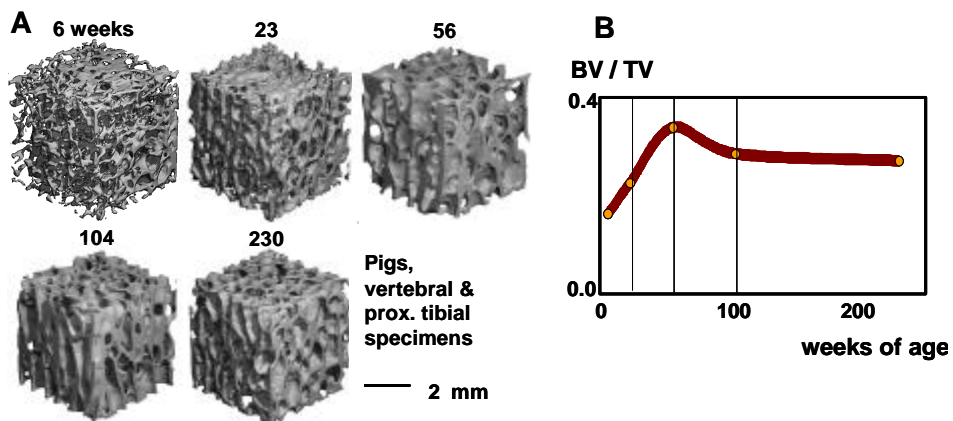 A
6 weeks
23
56
104
230
Pigs,
vertebral &
prox. tibial
specimens
2 mm
B
BV / TV
0.4
0.0
0
100
200
weeks of age